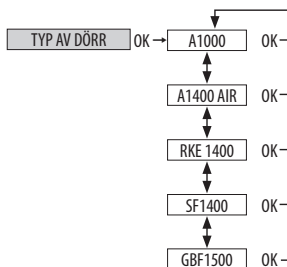 TYP AV DÖRR OK A1000 OK
A1400 AIR OK
RKE 1400 OK
SF1400 OK
GBF1500 OK